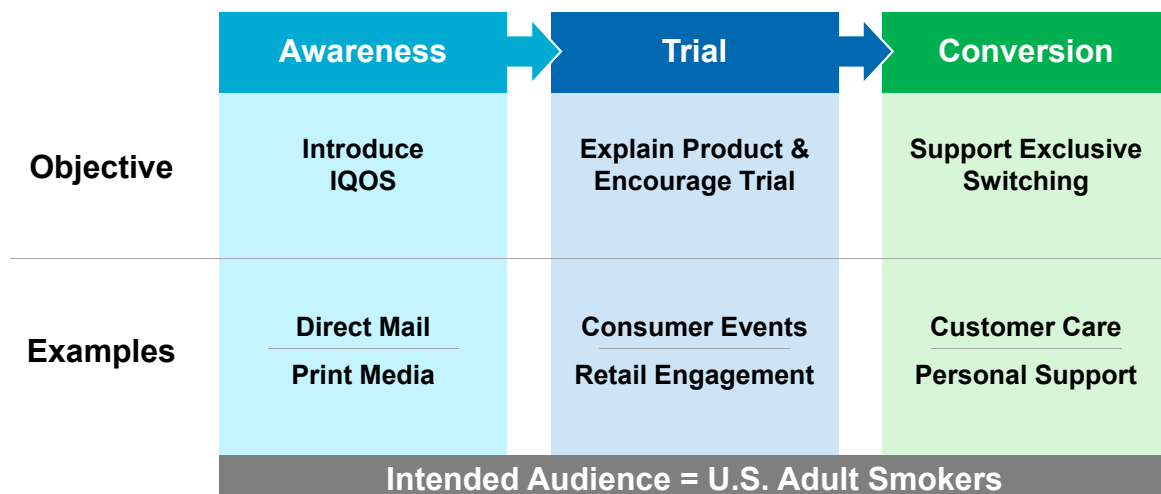 Awareness
Trial
Conversion
Objective
Introduce
IQOS
Explain Product &
Encourage Trial
Support Exclusive
Switching
Examples
Direct Mail
Print Media
Consumer Events
Retail Engagement
Customer Care
Personal Support
Intended Audience = U.S. Adult Smokers